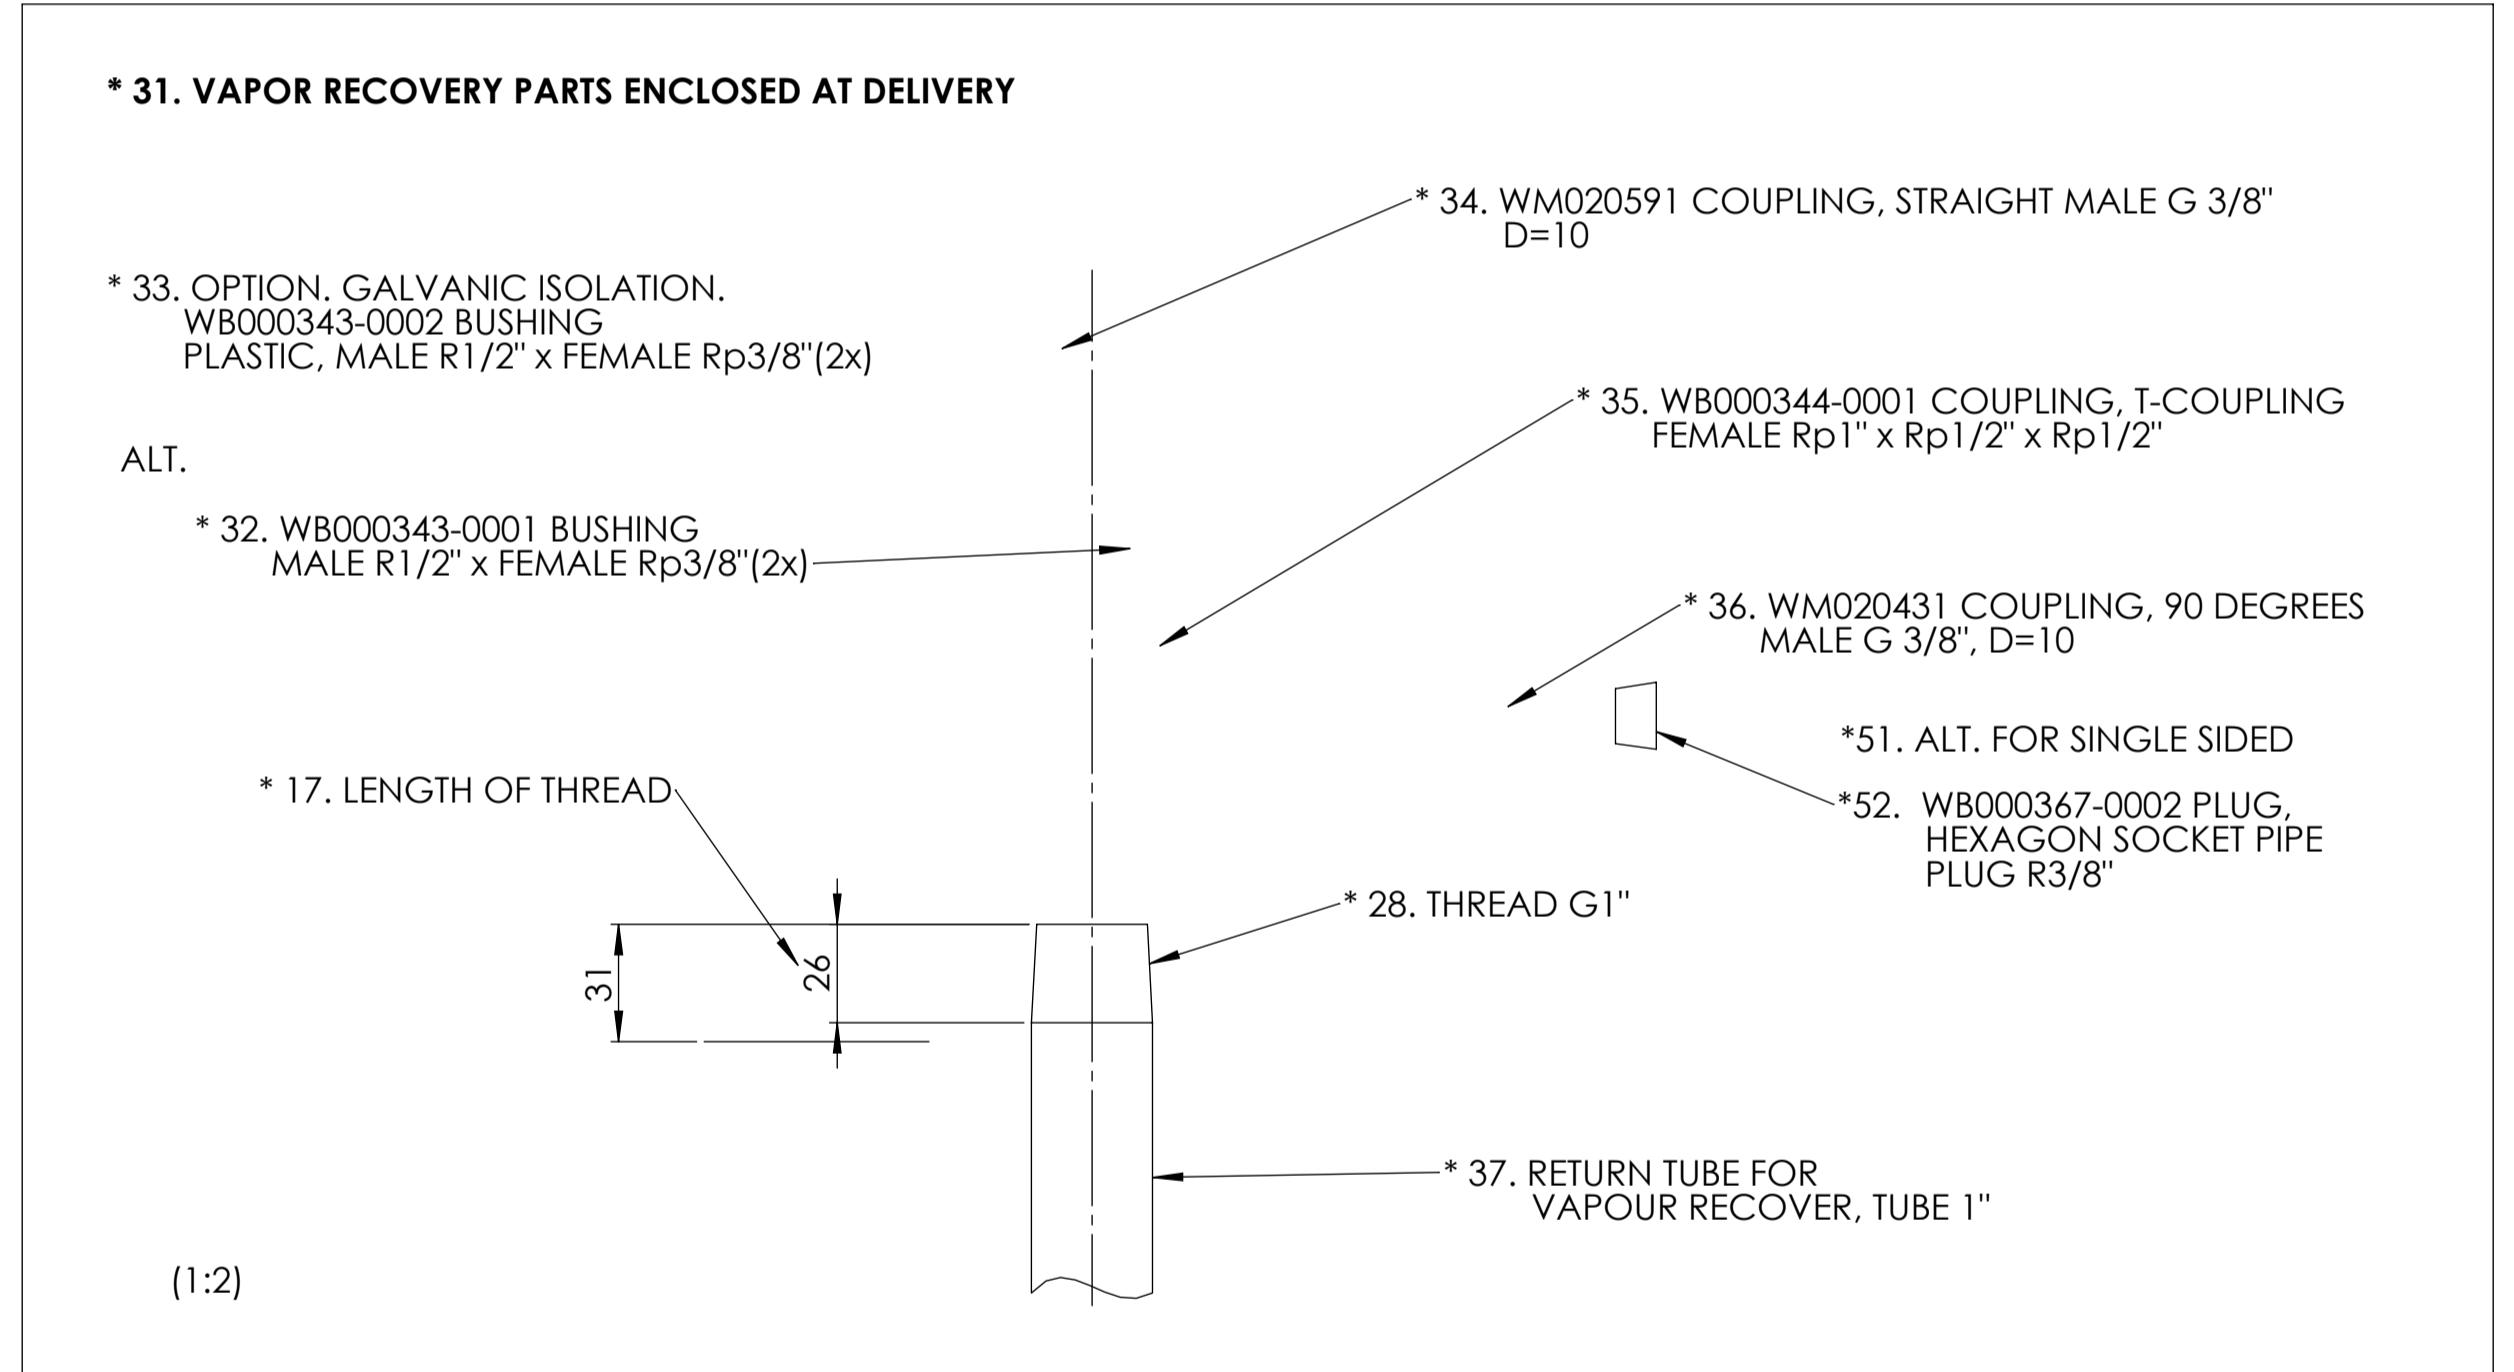 * 31. VAPOR RECOVERY PARTS ENCLOSED AT DELIVERY
* 34. WM020591 COUPLING, STRAIGHT MALE G 3/8"
D=10
* 33. OPTION. GALVANIC ISOLATION.
WB000343-0002 BUSHING
PLASTIC, MALE R1/2" x FEMALE Rp3/8"(2x)
* 35. WB000344-0001 COUPLING, T-COUPLING
FEMALE Rp1" x Rp1/2" x Rp1/2"
ALT.
* 32. WB000343-0001 BUSHING
MALE R1/2" x FEMALE Rp3/8"(2x)
* 36. WM020431 COUPLING, 90 DEGREES
MALE G 3/8", D=10
*51. ALT. FOR SINGLE SIDED
* 17. LENGTH OF THREAD
*52. WB000367-0002 PLUG,
HEXAGON SOCKET PIPE
PLUG R3/8"
* 28. THREAD G1"
31
26
* 37. RETURN TUBE FOR
VAPOUR RECOVER, TUBE 1"
(1:2)